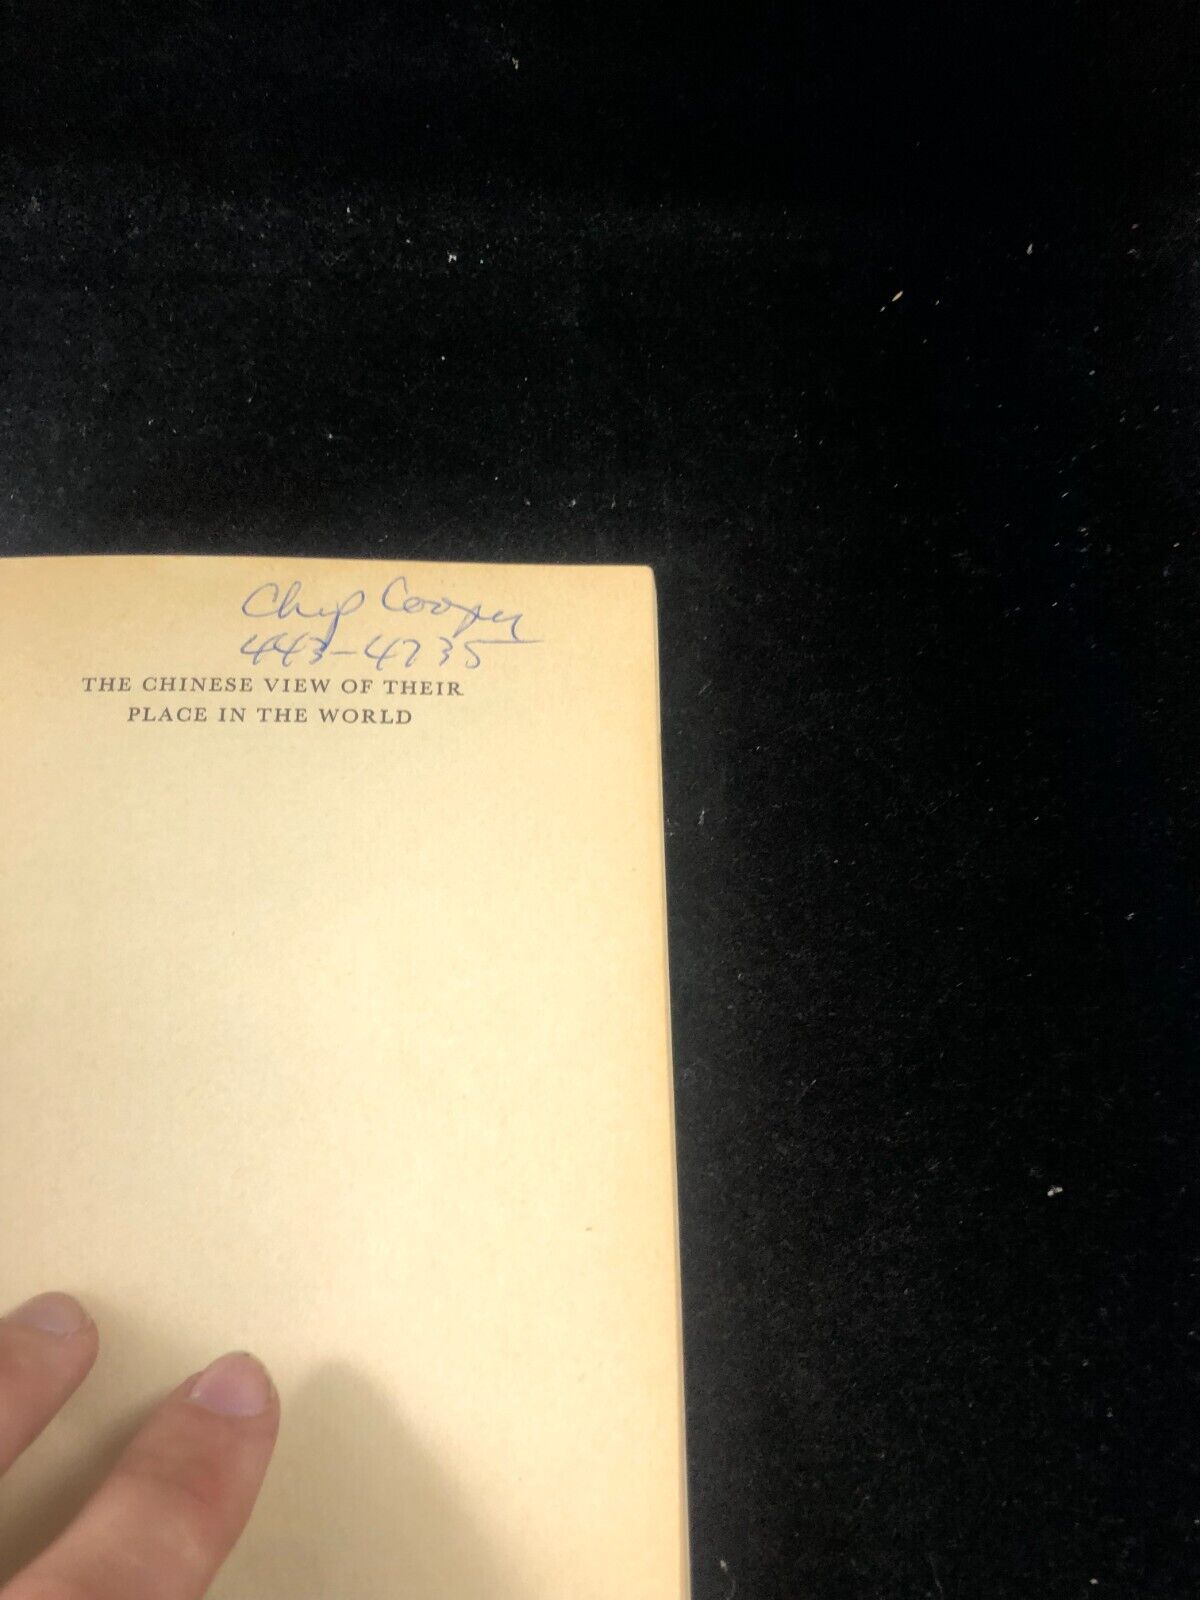 Chip Cooper
443-4735
THE CHINESE VIEW OF THEIR
PLACE IN THE WORLD